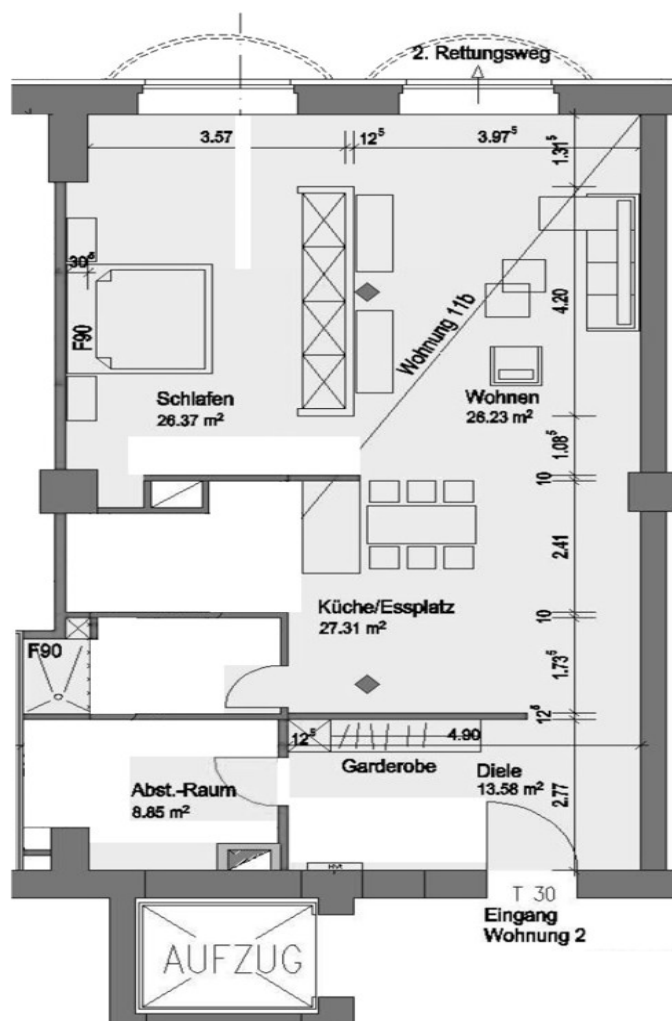 2. Rettungsweg
3.57
12⁵
3.97⁵
1.31⁵
30⁵
F90
Wohnung 11b
4.20
Schlafen
26.37 m²
Wohnen
26.23 m²
1.08⁵
10
2.41
Küche/Essplatz
27.31 m²
10
F90
1.73⁵
12⁵
12⁵
4.90
Garderobe
Diele
13.58 m²
Abst.-Raum
8.85 m²
2.77
T 30
Eingang
Wohnung 2
AUFZUG